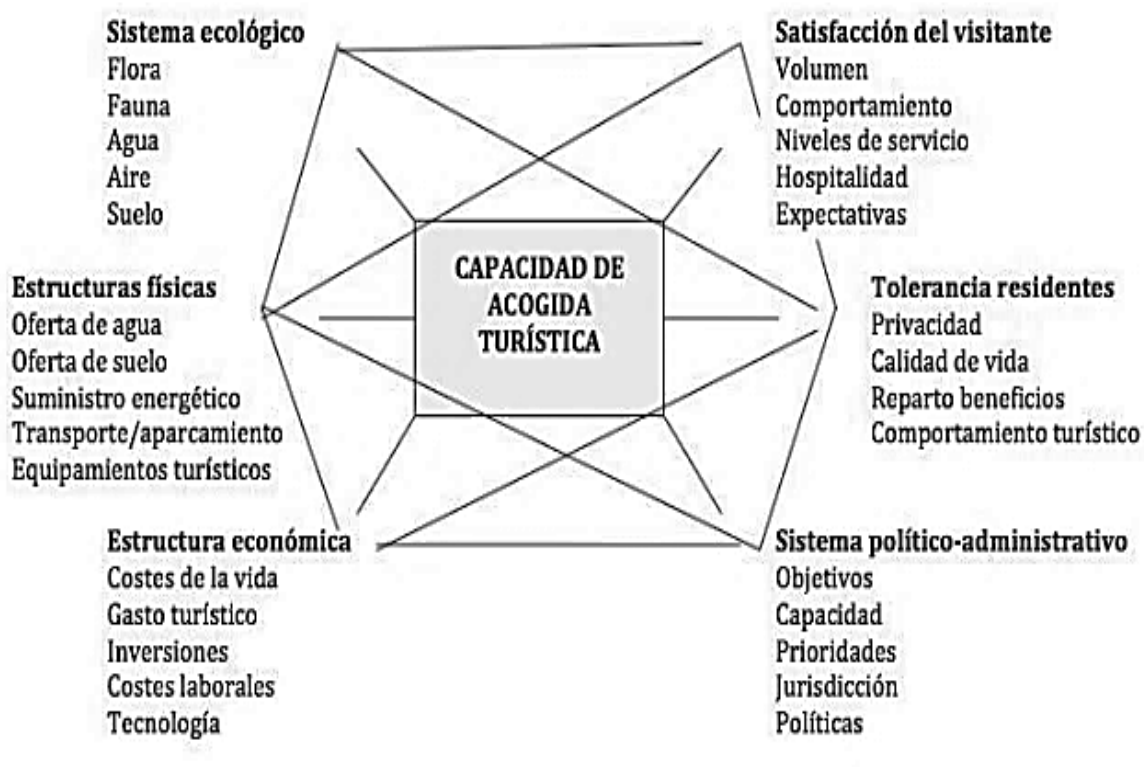 Sistema ecológico
Flora
Fauna
Agua
Aire
Suelo
Satisfacción del visitante
Volumen
Comportamiento
Niveles de servicio
Hospitalidad
Expectativas
CAPACIDAD DE
ACOGIDA
TURÍSTICA
Estructuras físicas
Oferta de agua
Oferta de suelo
Suministro energético
Transporte/aparcamiento
Equipamientos turísticos
Tolerancia residentes
Privacidad
Calidad de vida
Reparto beneficios
Comportamiento turístico
Estructura económica
Costes de la vida
Gasto turístico
Inversiones
Costes laborales
Tecnología
Sistema político-administrativo
Objetivos
Capacidad
Prioridades
Jurisdicción
Políticas